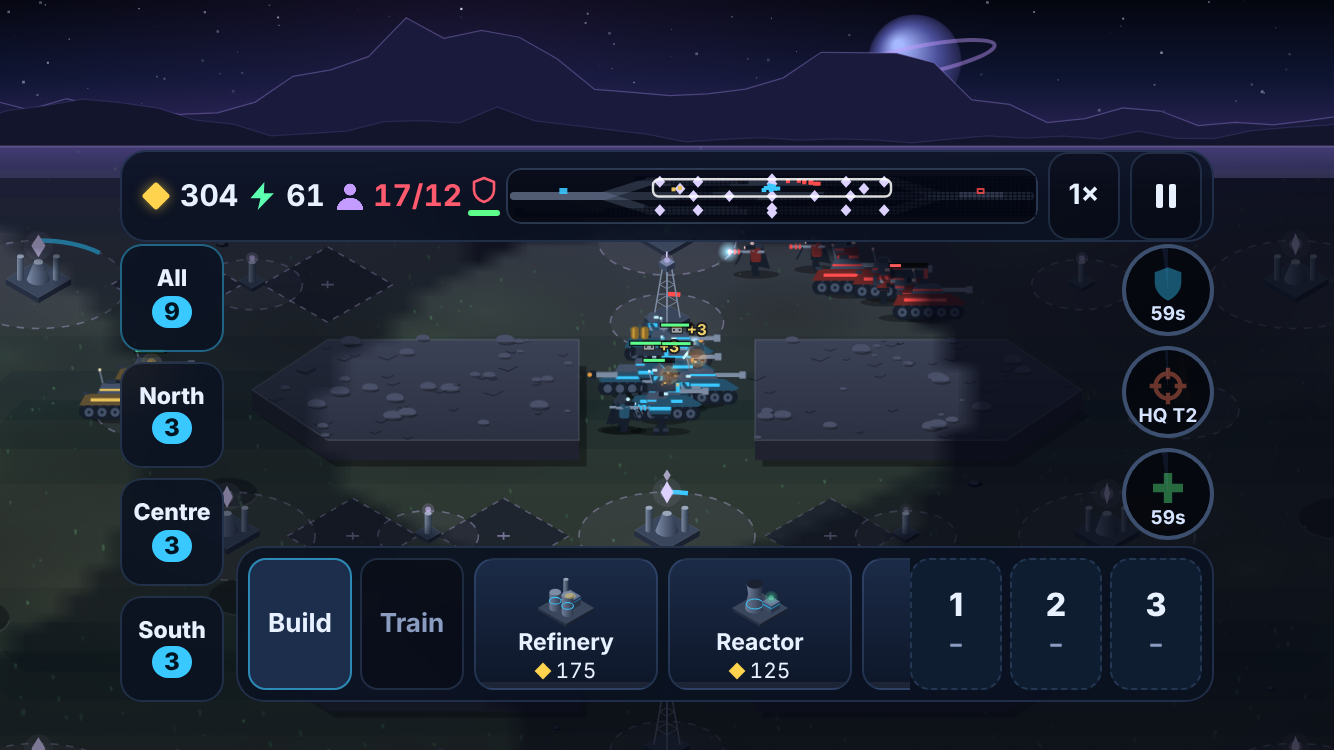 304 61 17/12 1×
All
9
North
3
Centre
3
South
3
+3
+3
59s
HQ T2
59s
Build
Train
Refinery
175
Reactor
125
1
–
2
–
3
–